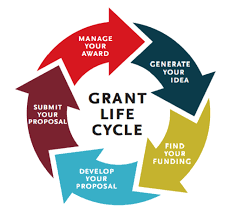 GRANT
LIFE
CYCLE
GENERATE
YOUR
IDEA
FIND
YOUR
FUNDING
DEVELOP
YOUR
PROPOSAL
SUBMIT
YOUR
PROPOSAL
MANAGE
YOUR
AWARD